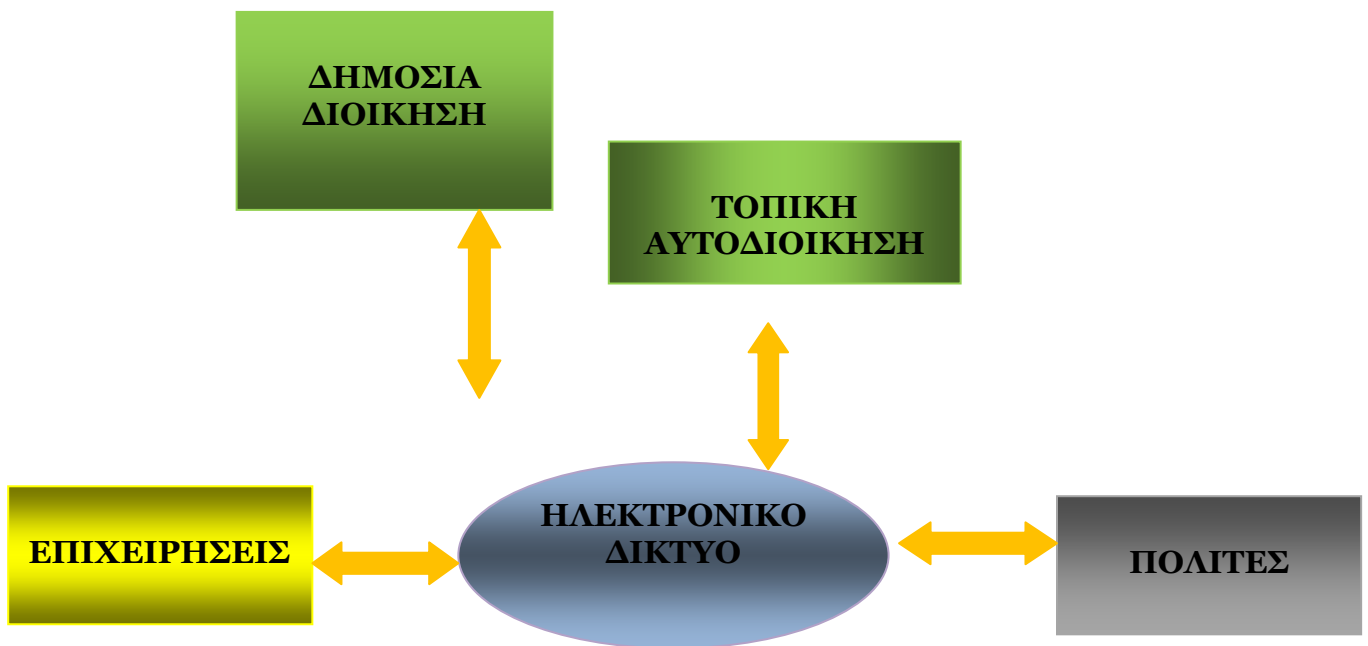 ΔΗΜΟΣΙΑ
ΔΙΟΙΚΗΣΗ
ΤΟΠΙΚΗ
ΑΥΤΟΔΙΟΙΚΗΣΗ
ΗΛΕΚΤΡΟΝΙΚΟ
ΔΙΚΤΥΟ
ΕΠΙΧΕΙΡΗΣΕΙΣ
ΠΟΛΙΤΕΣ